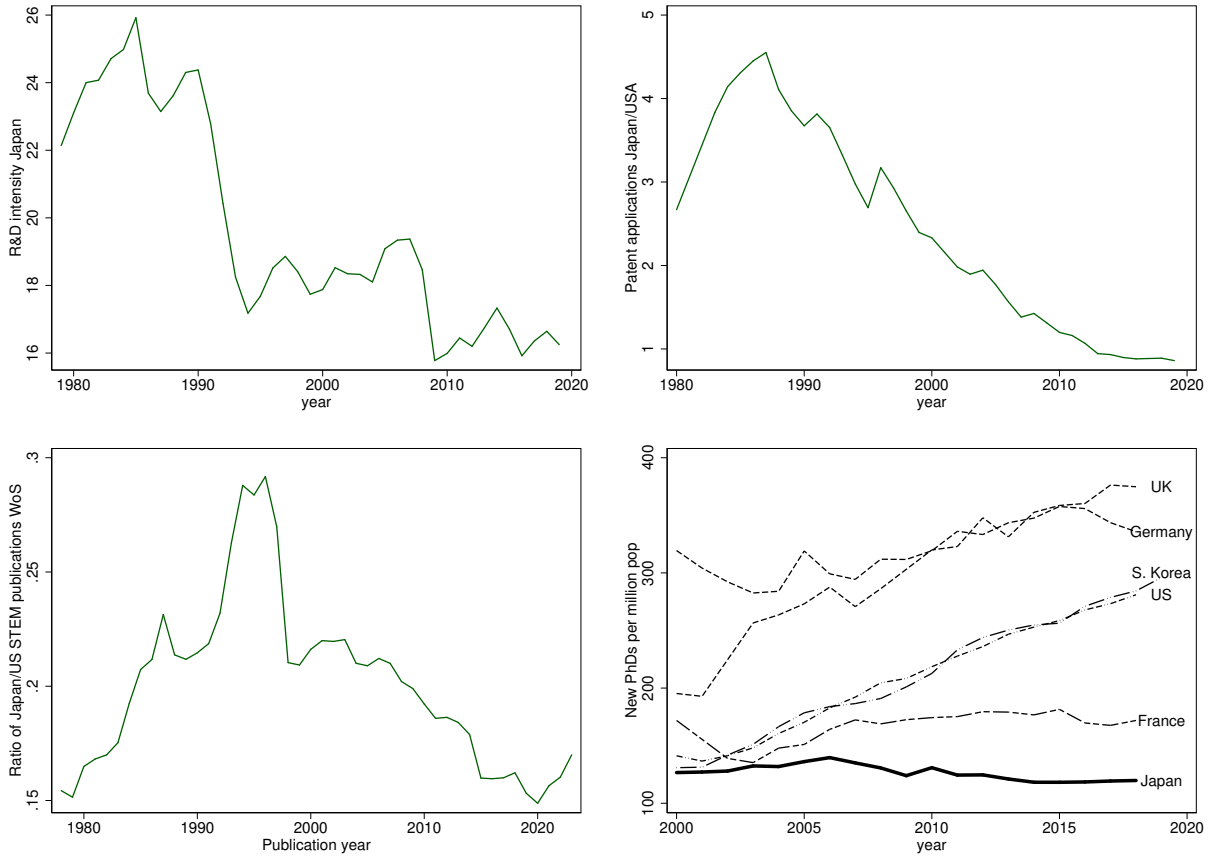 R&D intensity Japan
26
24
22
20
18
16
1980
1990
2000
2010
2020
year
Patent applications Japan/USA
5
4
3
2
1
1980
1990
2000
2010
2020
year
Ratio of Japan/US STEM publications WoS
.3
.25
.2
.15
1980
1990
2000
2010
2020
Publication year
New PhDs per million pop
400
300
200
100
UK
Germany
S. Korea
US
France
Japan
2000
2005
2010
2015
2020
year